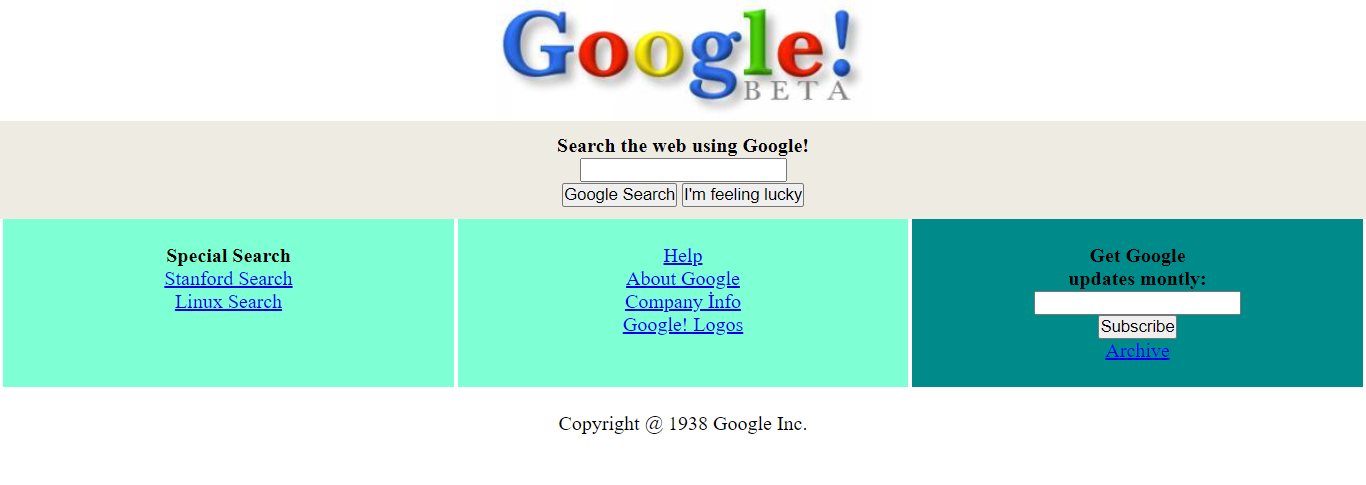 Google!
BETA
Search the web using Google!
Google Search I'm feeling lucky
Special Search
Stanford Search
Linux Search
Help
About Google
Company İnfo
Google! Logos
Get Google
updates montly:
Subscribe
Archive
Copyright @ 1938 Google Inc.